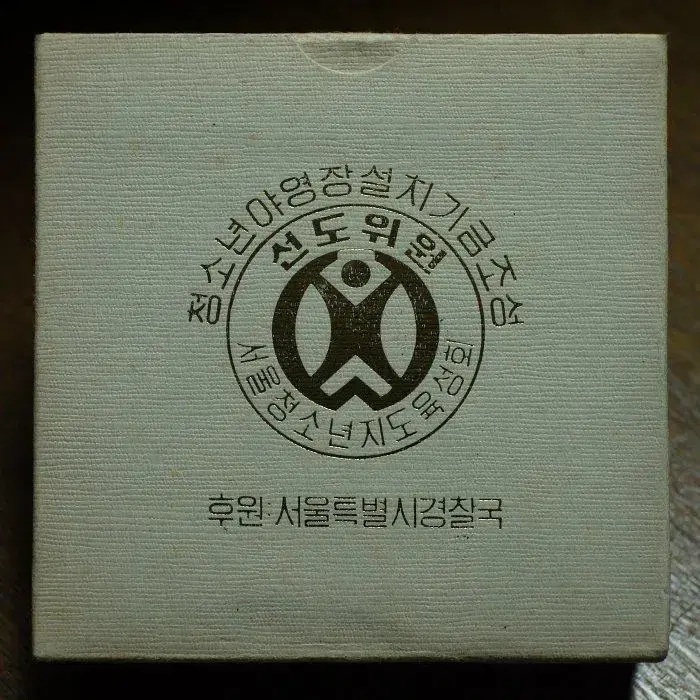 청소년야영장설치기금조성
선도위원
서울청소년지도육성회
후원:서울특별시경찰국